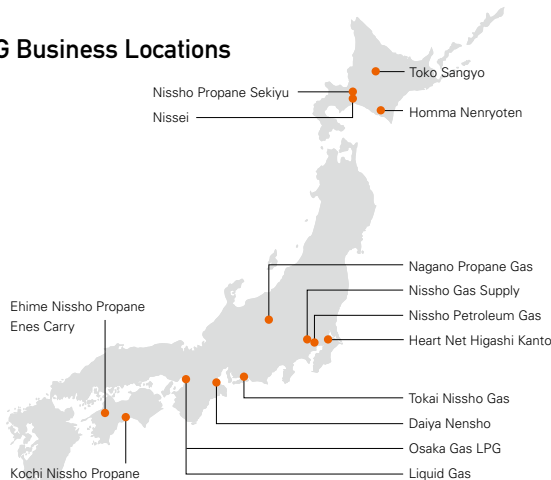 G Business Locations
Toko Sangyo
Nissho Propane Sekiyu
Nissei
Homma Nenryoten
Nagano Propane Gas
Nissho Gas Supply
Nissho Petroleum Gas
Heart Net Higashi Kanto
Ehime Nissho Propane
Enes Carry
Tokai Nissho Gas
Daiya Nensho
Osaka Gas LPG
Kochi Nissho Propane
Liquid Gas